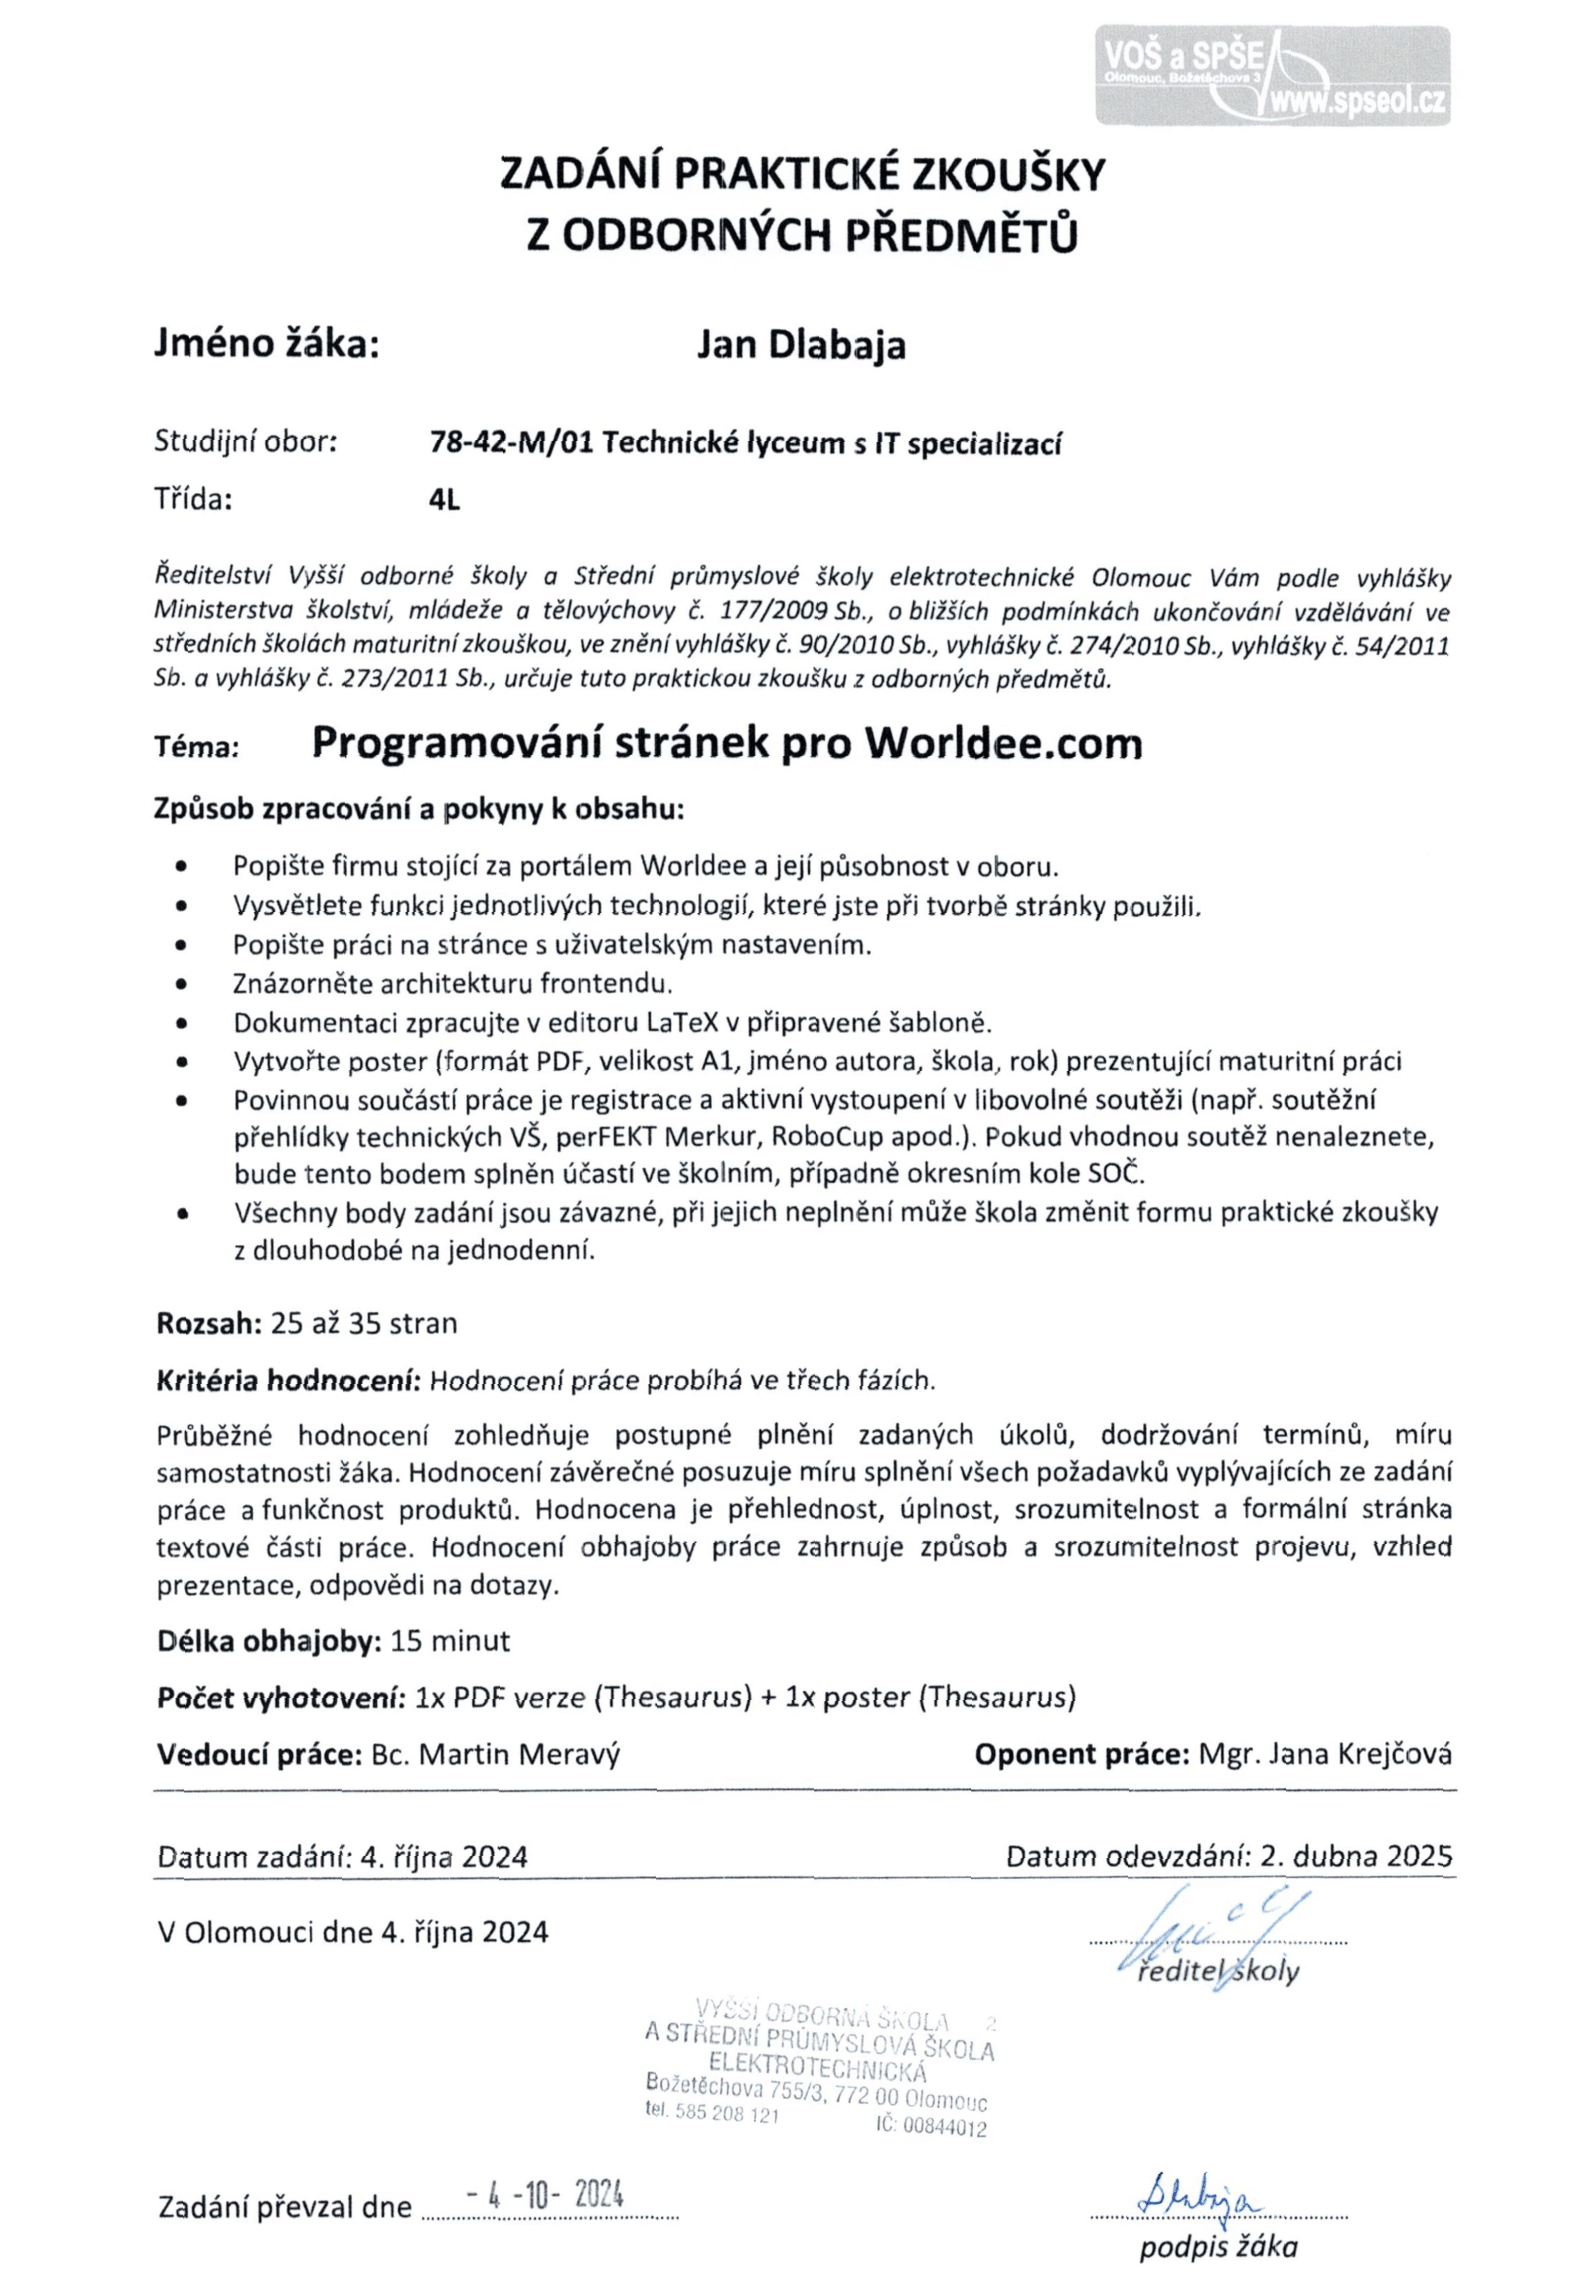 VOŠ a SPŠE
Olomouc, Božetěchova 3
www.spseol.cz
ZADÁNÍ PRAKTICKÉ ZKOUŠKY
Z ODBORNÝCH PŘEDMĚTŮ
Jméno žáka: Jan Dlabaja
Studijní obor: 78-42-M/01 Technické lyceum s IT specializací
Třída: 4L
Ředitelství Vyšší odborné školy a Střední průmyslové školy elektrotechnické Olomouc Vám podle vyhlášky
Ministerstva školství, mládeže a tělovýchovy č. 177/2009 Sb., o bližších podmínkách ukončování vzdělávání ve
středních školách maturitní zkouškou, ve znění vyhlášky č. 90/2010 Sb., vyhlášky č. 274/2010 Sb., vyhlášky č. 54/2011
Sb. a vyhlášky č. 273/2011 Sb., určuje tuto praktickou zkoušku z odborných předmětů.
Téma: Programování stránek pro Worldee.com
Způsob zpracování a pokyny k obsahu:
• Popište firmu stojící za portálem Worldee a její působnost v oboru.
• Vysvětlete funkci jednotlivých technologií, které jste při tvorbě stránky použili.
• Popište práci na stránce s uživatelským nastavením.
• Znázorněte architekturu frontendu.
• Dokumentaci zpracujte v editoru LaTeX v připravené šabloně.
• Vytvořte poster (formát PDF, velikost A1, jméno autora, škola, rok) prezentující maturitní práci
• Povinnou součástí práce je registrace a aktivní vystoupení v libovolné soutěži (např. soutěžní
přehlídky technických VŠ, perFEKT Merkur, RoboCup apod.). Pokud vhodnou soutěž nenaleznete,
bude tento bodem splněn účastí ve školním, případně okresním kole SOČ.
• Všechny body zadání jsou závazné, při jejich neplnění může škola změnit formu praktické zkoušky
z dlouhodobé na jednodenní.
Rozsah: 25 až 35 stran
Kritéria hodnocení: Hodnocení práce probíhá ve třech fázích.
Průběžné hodnocení zohledňuje postupné plnění zadaných úkolů, dodržování termínů, míru
samostatnosti žáka. Hodnocení závěrečné posuzuje míru splnění všech požadavků vyplývajících ze zadání
práce a funkčnost produktů. Hodnocena je přehlednost, úplnost, srozumitelnost a formální stránka
textové části práce. Hodnocení obhajoby práce zahrnuje způsob a srozumitelnost projevu, vzhled
prezentace, odpovědi na dotazy.
Délka obhajoby: 15 minut
Počet vyhotovení: 1x PDF verze (Thesaurus) + 1x poster (Thesaurus)
Vedoucí práce: Bc. Martin Meravý Oponent práce: Mgr. Jana Krejčová
Datum zadání: 4. října 2024 Datum odevzdání: 2. dubna 2025
V Olomouci dne 4. října 2024
ředitel školy
VYŠŠÍ ODBORNÁ ŠKOLA 2
A STŘEDNÍ PRŮMYSLOVÁ ŠKOLA
ELEKTROTECHNICKÁ
Božetěchova 755/3, 772 00 Olomouc
tel. 585 208 121 IČ: 00844012
Zadání převzal dne - 4 -10- 2024
Dlabaja
podpis žáka